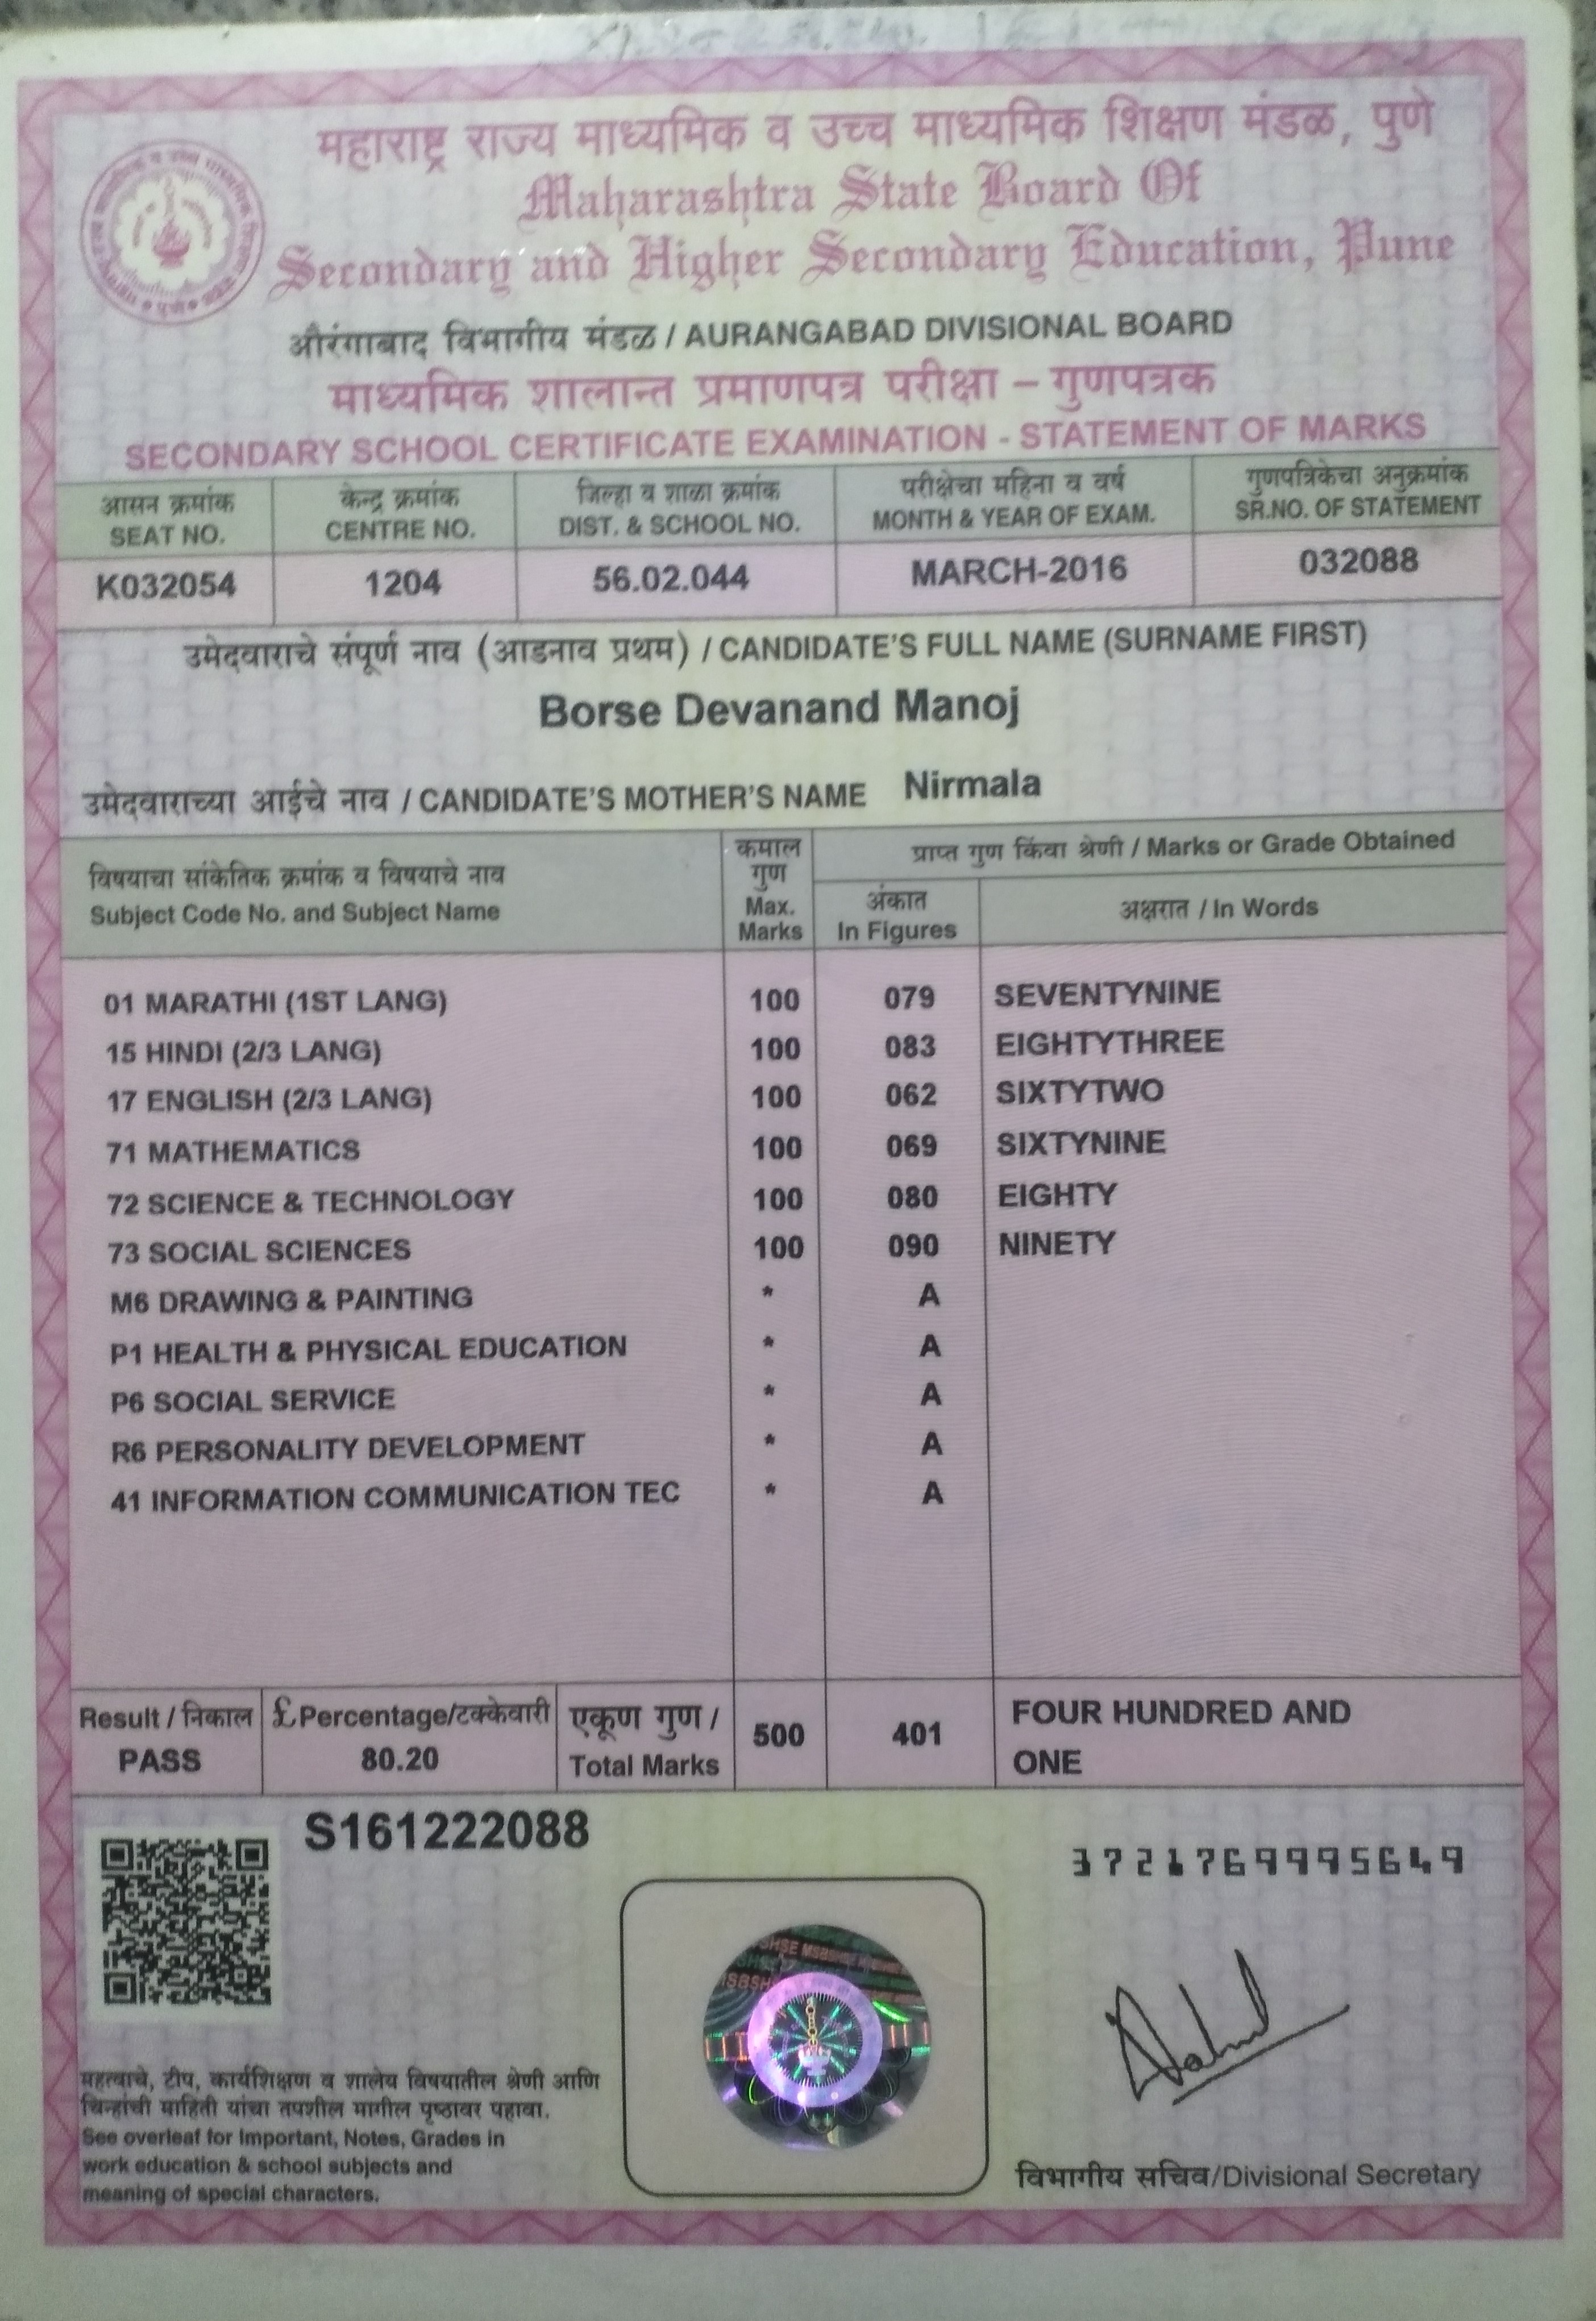 महाराष्ट्र राज्य माध्यमिक व उच्च माध्यमिक शिक्षण मंडळ, पुणे
Maharashtra State Board Of
Secondary and Higher Secondary Education, Pune
औरंगाबाद विभागीय मंडळ / AURANGABAD DIVISIONAL BOARD
माध्यमिक शालान्त प्रमाणपत्र परीक्षा – गुणपत्रक
SECONDARY SCHOOL CERTIFICATE EXAMINATION - STATEMENT OF MARKS
आसन क्रमांक केन्द्र क्रमांक जिल्हा व शाळा क्रमांक परीक्षेचा महिना व वर्ष गुणपत्रिकेचा अनुक्रमांक
SEAT NO. CENTRE NO. DIST. & SCHOOL NO. MONTH & YEAR OF EXAM. SR.NO. OF STATEMENT
K032054 1204 56.02.044 MARCH-2016 032088
उमेदवाराचे संपूर्ण नाव (आडनाव प्रथम) / CANDIDATE'S FULL NAME (SURNAME FIRST)
Borse Devanand Manoj
उमेदवाराच्या आईचे नाव / CANDIDATE'S MOTHER'S NAME Nirmala
विषयाचा सांकेतिक क्रमांक व विषयाचे नाव
Subject Code No. and Subject Name
कमाल
गुण
Max.
Marks
प्राप्त गुण किंवा श्रेणी / Marks or Grade Obtained
अंकात
In Figures
अक्षरात / In Words
01 MARATHI (1ST LANG) 100 079 SEVENTYNINE
15 HINDI (2/3 LANG) 100 083 EIGHTYTHREE
17 ENGLISH (2/3 LANG) 100 062 SIXTYTWO
71 MATHEMATICS 100 069 SIXTYNINE
72 SCIENCE & TECHNOLOGY 100 080 EIGHTY
73 SOCIAL SCIENCES 100 090 NINETY
M6 DRAWING & PAINTING * A
P1 HEALTH & PHYSICAL EDUCATION * A
P6 SOCIAL SERVICE * A
R6 PERSONALITY DEVELOPMENT * A
41 INFORMATION COMMUNICATION TEC * A
Result / निकाल
PASS
£ Percentage/टक्केवारी
80.20
एकूण गुण /
Total Marks
500
401
FOUR HUNDRED AND
ONE
S161222088
3721769995649
महत्वाचे, टीप, कार्यशिक्षण व शालेय विषयातील श्रेणी आणि
चिन्हांची माहिती यांचा तपशील मागील पृष्ठावर पहावा.
See overleaf for Important, Notes, Grades in
work education & school subjects and
meaning of special characters.
विभागीय सचिव/Divisional Secretary